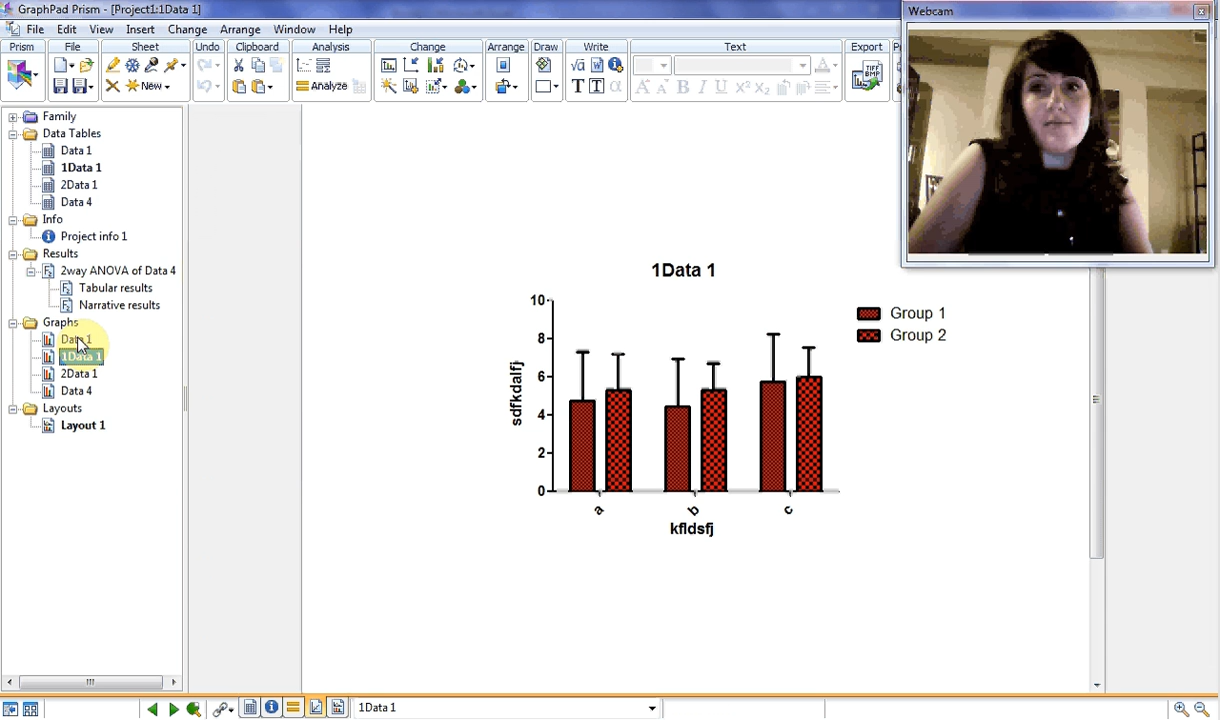 GraphPad Prism - [Project1:1Data 1]
Webcam
File Edit View Insert Change Arrange Window Help
Prism File Sheet Undo Clipboard Analysis Change Arrange Draw Write Text Export
New
Analyze
TIFF
BMP
Family
Data Tables
Data 1
1Data 1
2Data 1
Data 4
Info
Project info 1
Results
2way ANOVA of Data 4
Tabular results
Narrative results
Graphs
Data 1
1Data 1
2Data 1
Data 4
Layouts
Layout 1
1Data 1
10
8
6
4
2
0
sdfkdalfj
a b c
kfldsfj
Group 1
Group 2
1Data 1